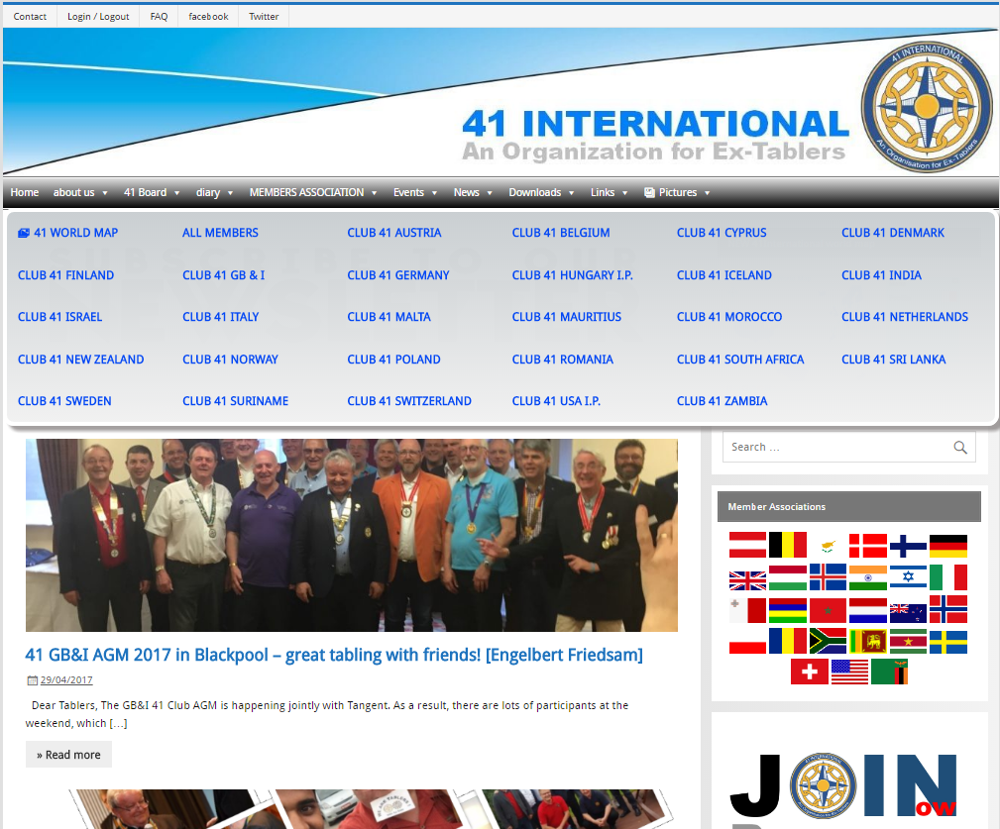 Contact Login / Logout FAQ facebook Twitter
41 INTERNATIONAL
An Organization for Ex-Tablers
41 INTERNATIONAL
An Organisation for Ex-Tablers
Home about us 41 Board diary MEMBERS ASSOCIATION Events News Downloads Links Pictures
41 WORLD MAP ALL MEMBERS CLUB 41 AUSTRIA CLUB 41 BELGIUM CLUB 41 CYPRUS CLUB 41 DENMARK
CLUB 41 FINLAND CLUB 41 GB & I CLUB 41 GERMANY CLUB 41 HUNGARY I.P. CLUB 41 ICELAND CLUB 41 INDIA
CLUB 41 ISRAEL CLUB 41 ITALY CLUB 41 MALTA CLUB 41 MAURITIUS CLUB 41 MOROCCO CLUB 41 NETHERLANDS
CLUB 41 NEW ZEALAND CLUB 41 NORWAY CLUB 41 POLAND CLUB 41 ROMANIA CLUB 41 SOUTH AFRICA CLUB 41 SRI LANKA
CLUB 41 SWEDEN CLUB 41 SURINAME CLUB 41 SWITZERLAND CLUB 41 USA I.P. CLUB 41 ZAMBIA
Search …
Member Associations
41 GB&I AGM 2017 in Blackpool – great tabling with friends! [Engelbert Friedsam]
29/04/2017
Dear Tablers, The GB&I 41 Club AGM is happening jointly with Tangent. As a result, there are lots of participants at the
weekend, which […]
» Read more
JOIN
ow